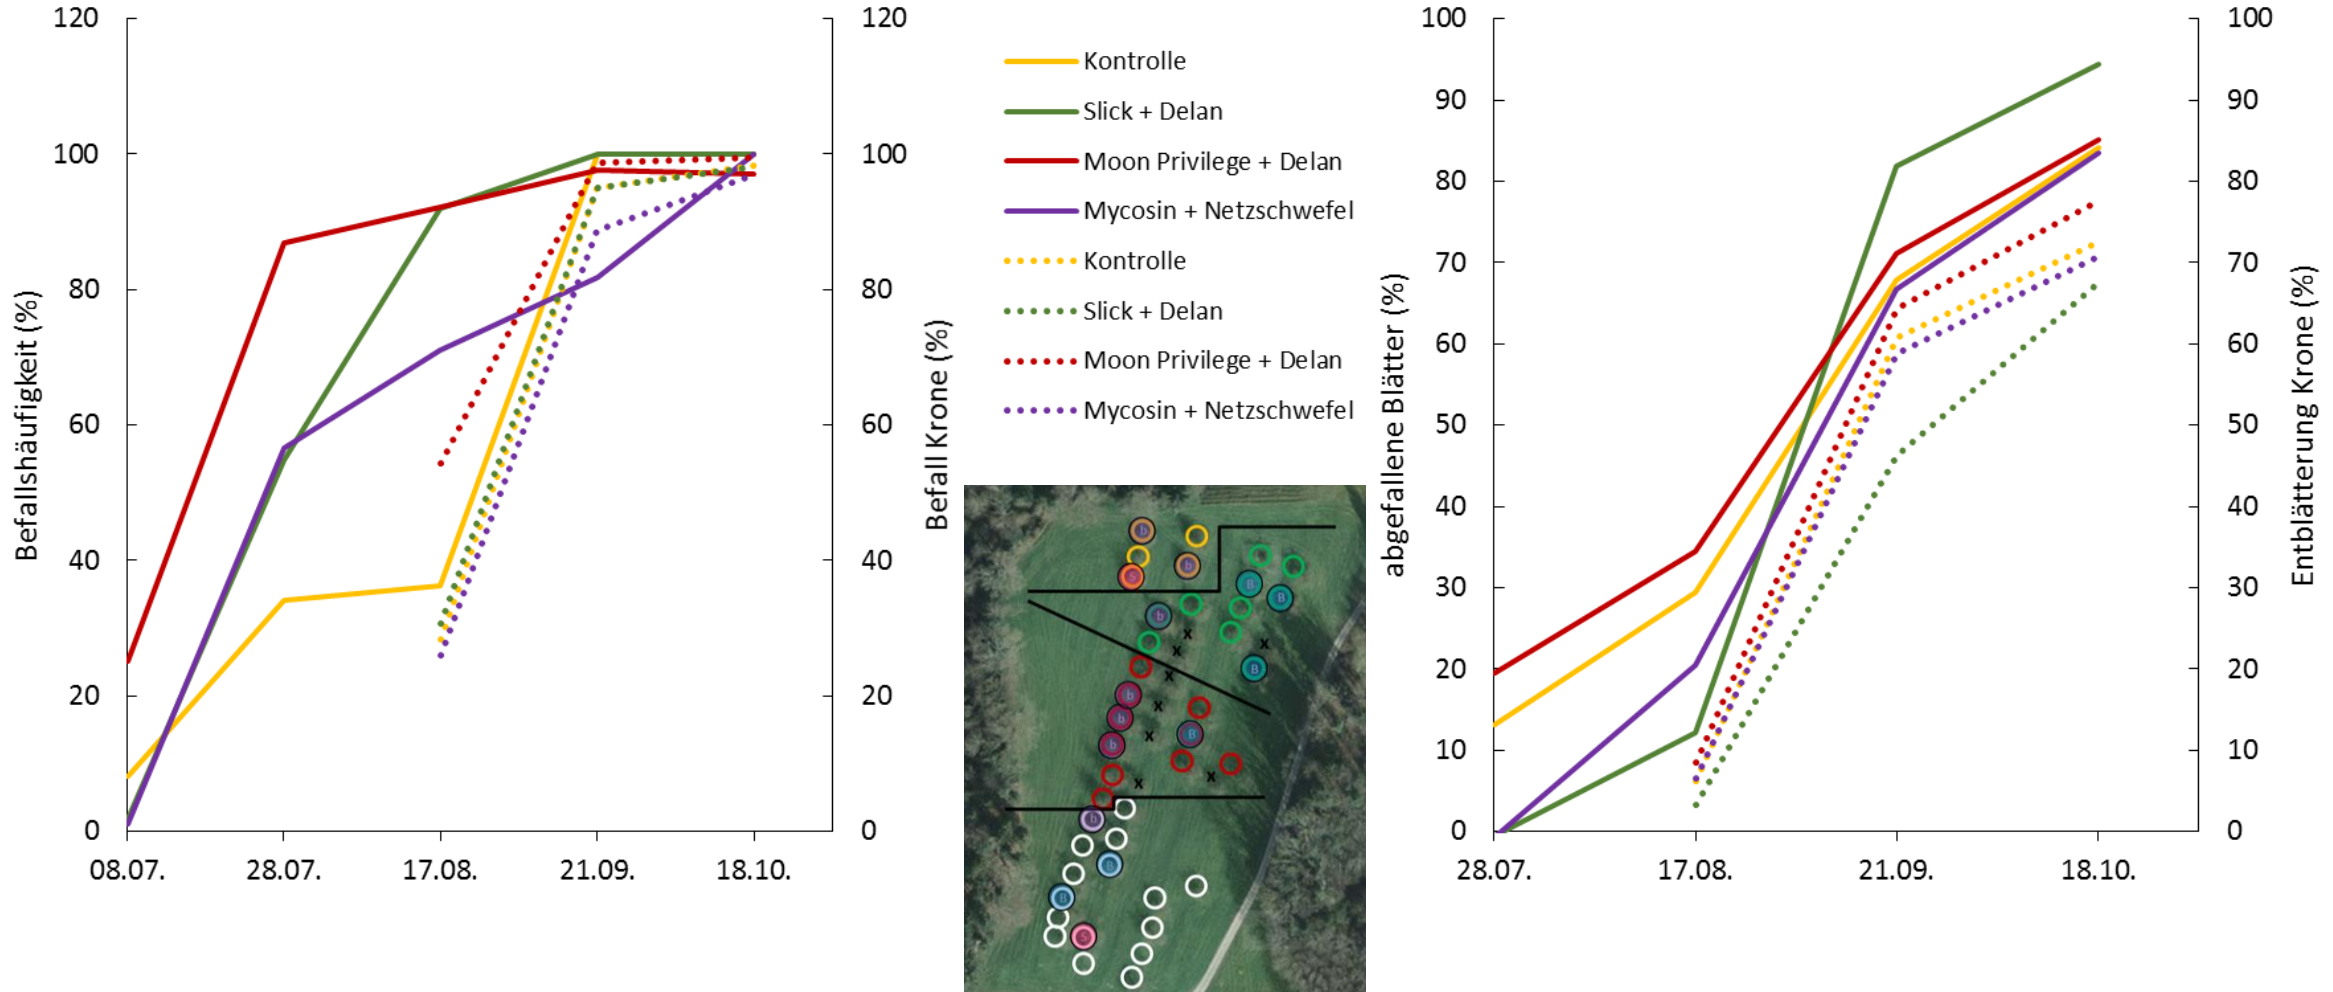 120
100
80
60
40
20
0
Befallshäufigkeit (%)
08.07.
28.07.
17.08.
21.09.
18.10.
120
100
80
60
40
20
0
Befall Krone (%)
Kontrolle
Slick + Delan
Moon Privilege + Delan
Mycosin + Netzschwefel
Kontrolle
Slick + Delan
Moon Privilege + Delan
Mycosin + Netzschwefel
b
b
S
B
B
b
x
x
x
B
x
b
x
b
B
x
b
x
x
b
B
B
S
100
90
80
70
60
50
40
30
20
10
0
abgefallene Blätter (%)
28.07.
17.08.
21.09.
18.10.
100
90
80
70
60
50
40
30
20
10
0
Entblätterung Krone (%)